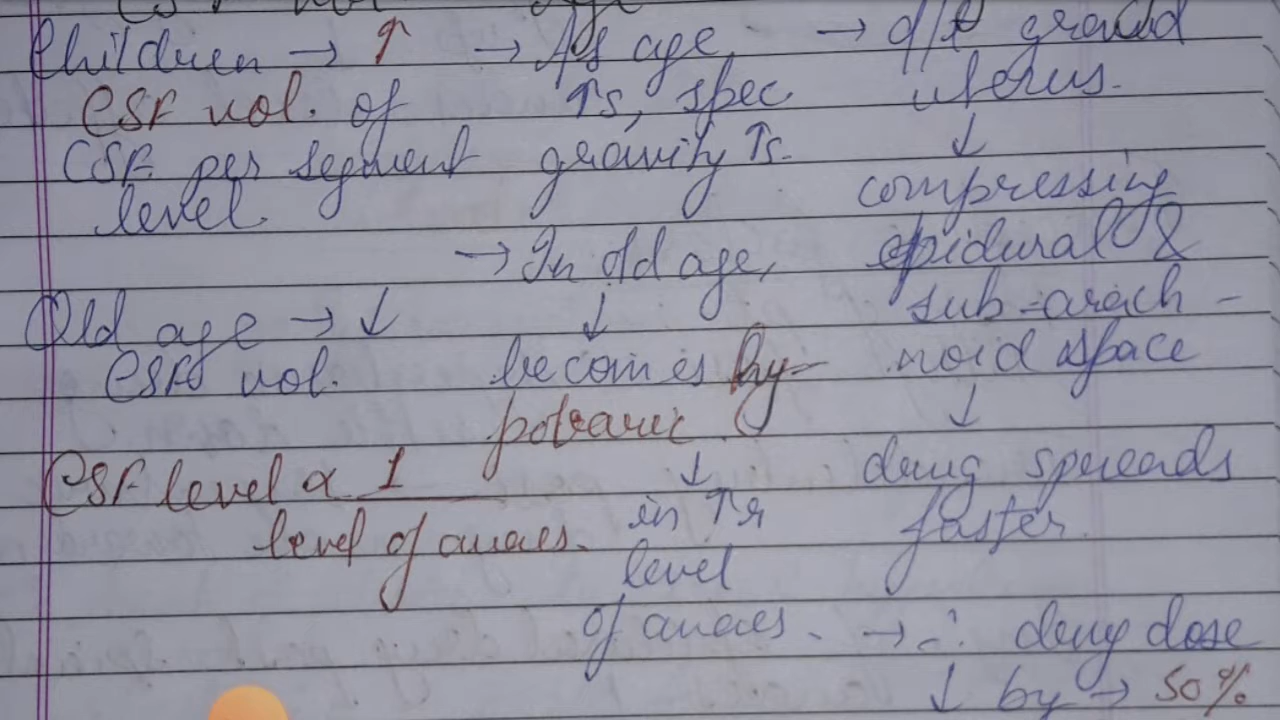 Children → ↑
CSF vol. of
CSF per segment
level.
Old age → ↓
CSF vol.
CSF level α 1
level of anaes.
→ As age
↑s, spec
gravity ↑s.
→ In old age,
↓
becomes hy-
pobaric.
↓
in ↑r
level
of anaes.
→ d/t gravid
uterus.
↓
compressing
epidural &
sub-arach-
noid space
↓
drug spreads
faster.
→ ∴ drug dose
↓ by → 50%